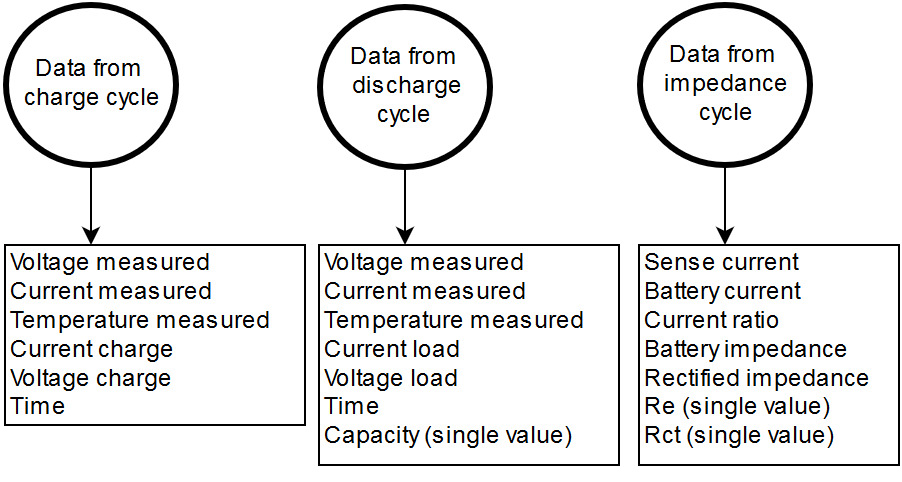 Data from
charge cycle
Data from
discharge
cycle
Data from
impedance
cycle
Voltage measured
Current measured
Temperature measured
Current charge
Voltage charge
Time
Voltage measured
Current measured
Temperature measured
Current load
Voltage load
Time
Capacity (single value)
Sense current
Battery current
Current ratio
Battery impedance
Rectified impedance
Re (single value)
Rct (single value)